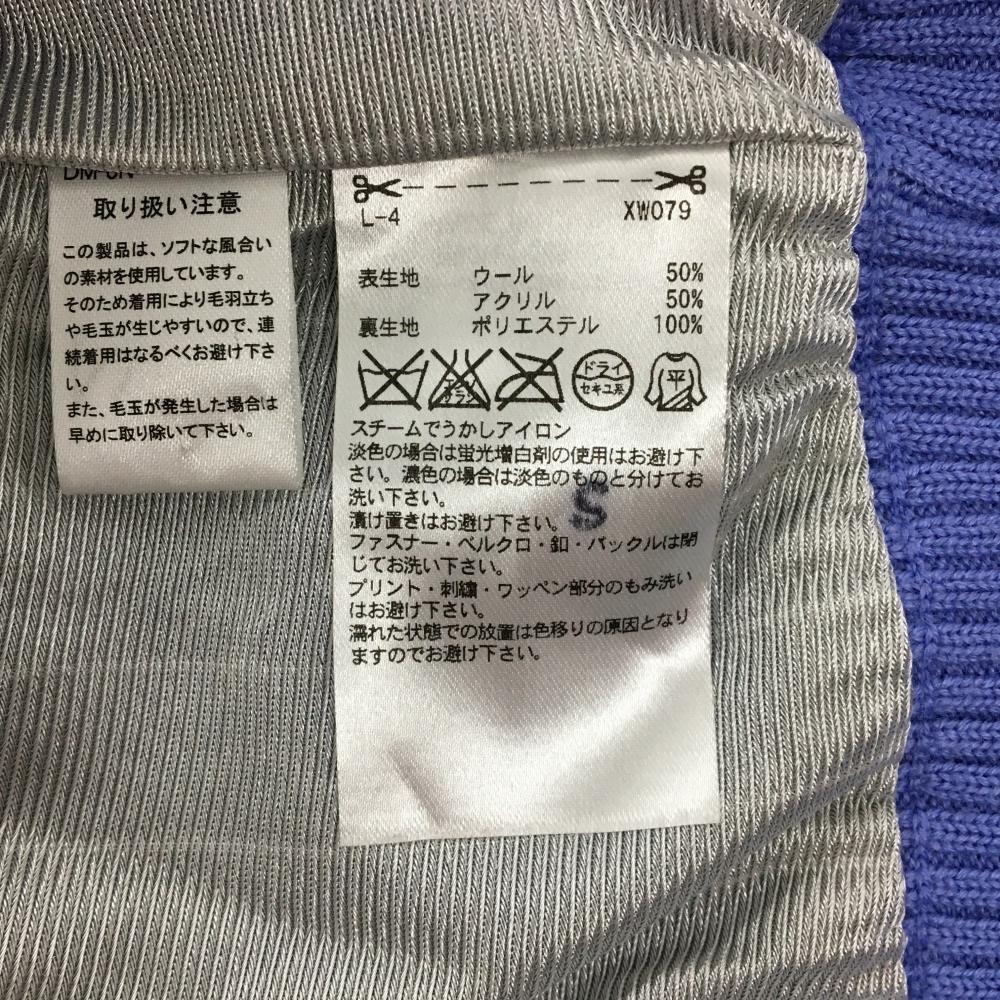 取り扱い注意
この製品は、ソフトな風合い
の素材を使用しています。
そのため着用により毛羽立ち
や毛玉が生じやすいので、連
続着用はなるべくお避け下さ
い。
また、毛玉が発生した場合は
早めに取り除いて下さい。
L-4 XW079
表生地 ウール 50%
アクリル 50%
裏生地 ポリエステル 100%
ドライ
セキユ系
平
スチームでうかしアイロン
淡色の場合は蛍光増白剤の使用はお避け下
さい。濃色の場合は淡色のものと分けてお
洗い下さい。
漬け置きはお避け下さい。
S
ファスナー・ベルクロ・釦・バックルは閉
じてお洗い下さい。
プリント・刺繍・ワッペン部分のもみ洗い
はお避け下さい。
濡れた状態での放置は色移りの原因となり
ますのでお避け下さい。